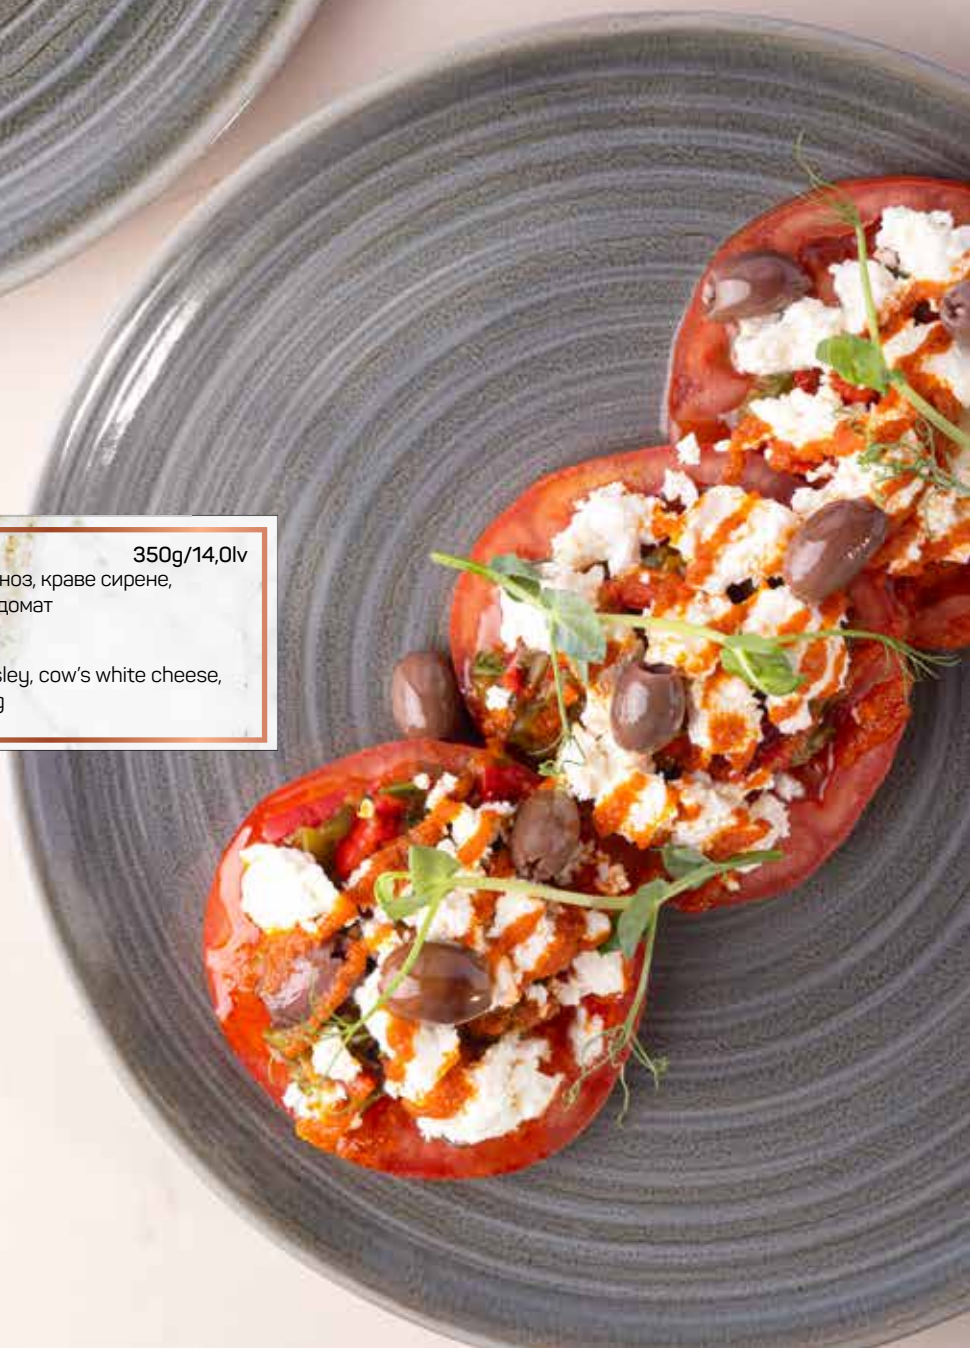 350g/14,0lv
ноз, краве сирене,
домат
sley, cow's white cheese,
g